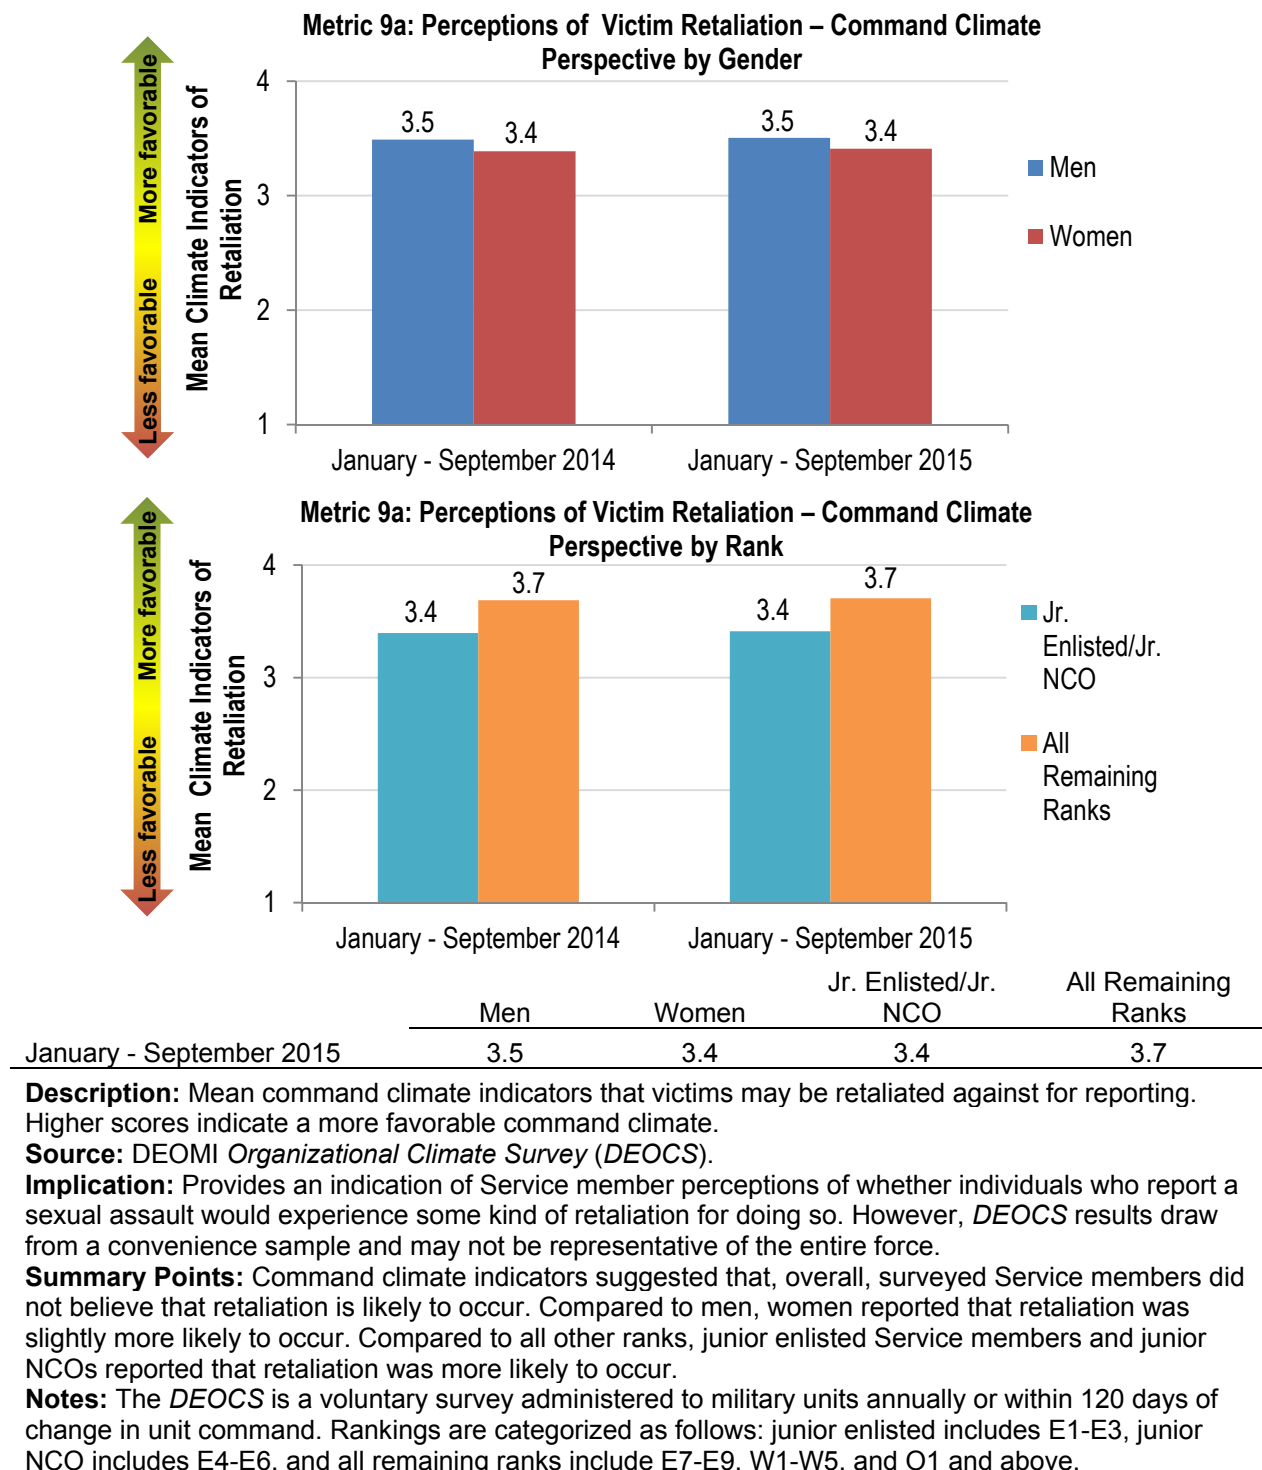 Metric 9a: Perceptions of  Victim Retaliation – Command Climate
Perspective by Gender
More favorable
Less favorable
Mean Climate Indicators of
Retaliation
4
3
2
1
3.5
3.4
3.5
3.4
January - September 2014
January - September 2015
Men
Women
Metric 9a: Perceptions of Victim Retaliation – Command Climate
Perspective by Rank
More favorable
Less favorable
Mean  Climate Indicators of
Retaliation
4
3
2
1
3.4
3.7
3.4
3.7
January - September 2014
January - September 2015
Jr.
Enlisted/Jr.
NCO
All
Remaining
Ranks
Jr. Enlisted/Jr. All Remaining
Men Women NCO Ranks
January - September 2015 3.5 3.4 3.4 3.7
Description: Mean command climate indicators that victims may be retaliated against for reporting.
Higher scores indicate a more favorable command climate.
Source: DEOMI Organizational Climate Survey (DEOCS).
Implication: Provides an indication of Service member perceptions of whether individuals who report a
sexual assault would experience some kind of retaliation for doing so. However, DEOCS results draw
from a convenience sample and may not be representative of the entire force.
Summary Points: Command climate indicators suggested that, overall, surveyed Service members did
not believe that retaliation is likely to occur. Compared to men, women reported that retaliation was
slightly more likely to occur. Compared to all other ranks, junior enlisted Service members and junior
NCOs reported that retaliation was more likely to occur.
Notes: The DEOCS is a voluntary survey administered to military units annually or within 120 days of
change in unit command. Rankings are categorized as follows: junior enlisted includes E1-E3, junior
NCO includes E4-E6, and all remaining ranks include E7-E9, W1-W5, and O1 and above.